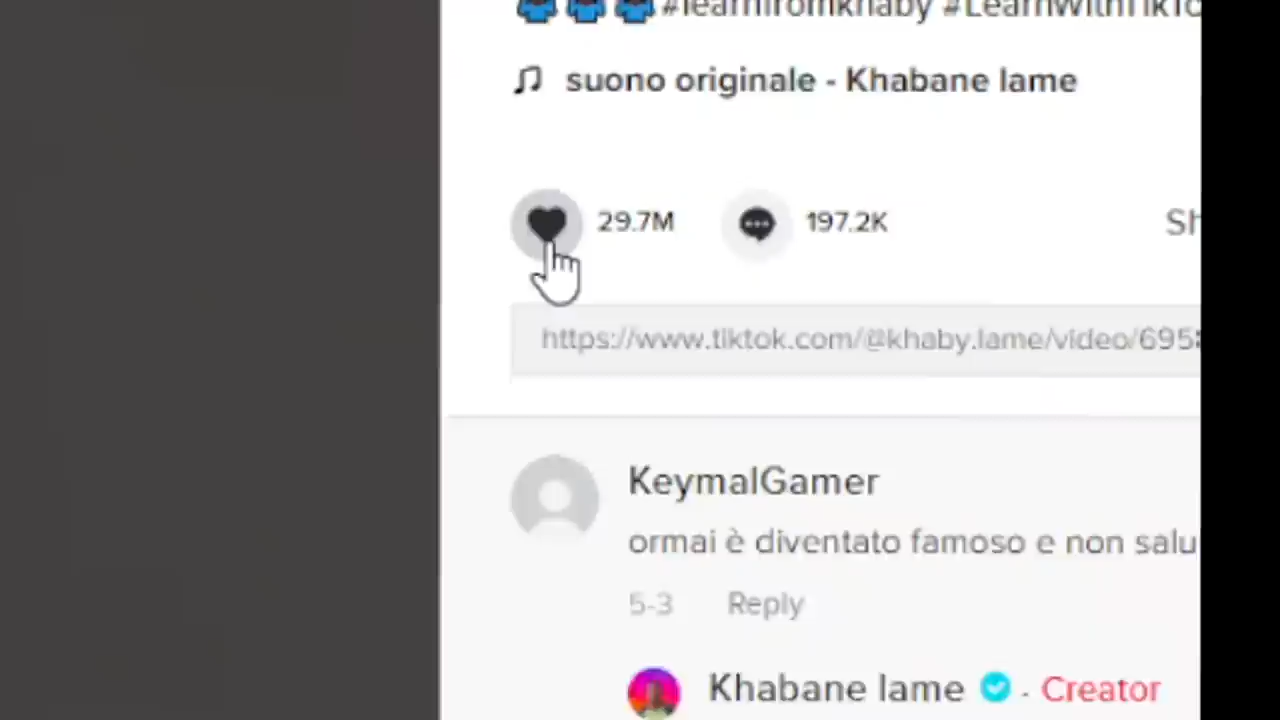 #learnfromkhaby #LearnWithTikTo
suono originale - Khabane lame
29.7M 197.2K Sh
https://www.tiktok.com/@khaby.lame/video/695
KeymalGamer
ormai è diventato famoso e non salu
5-3 Reply
Khabane lame - Creator